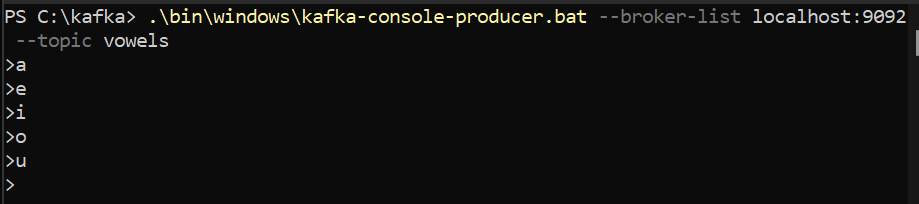 PS C:\kafka> .\bin\windows\kafka-console-producer.bat --broker-list localhost:9092
--topic vowels
>a
>e
>i
>o
>u
>